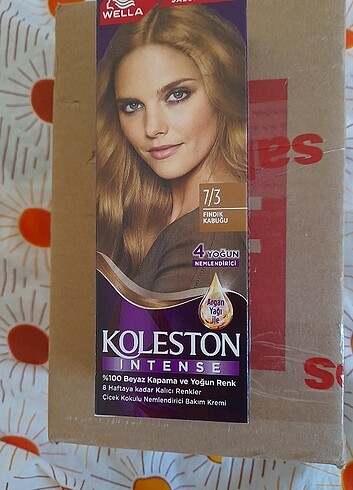 WELLA
7/3
FINDIK
KABUĞU
4 YOĞUN
NEMLENDİRİCİ
Argan
Yağı
ile
KOLESTON
INTENSE
%100 Beyaz Kapama ve Yoğun Renk
8 Haftaya kadar Kalıcı Renkler
Çiçek Kokulu Nemlendirici Bakım Kremi